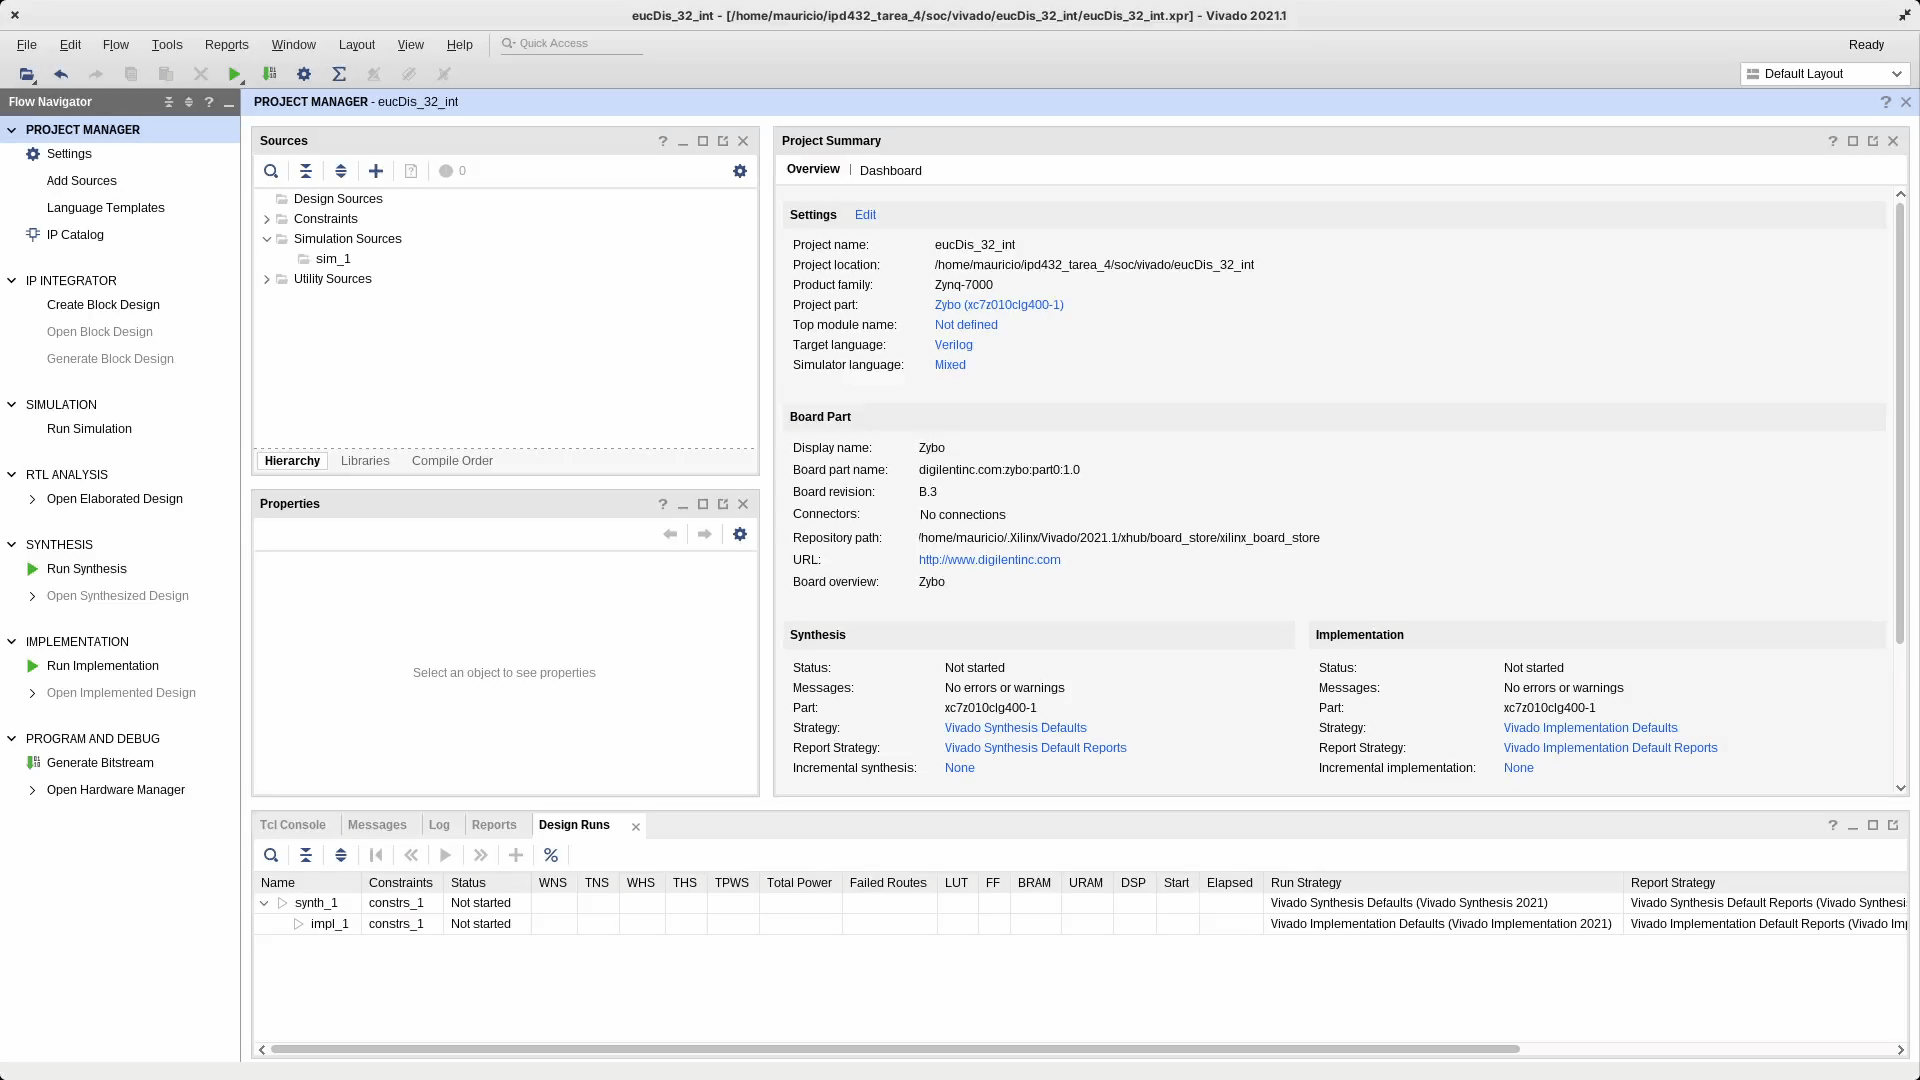 eucDis_32_int - [/home/mauricio/ipd432_tarea_4/soc/vivado/eucDis_32_int/eucDis_32_int.xpr] - Vivado 2021.1
File Edit Flow Tools Reports Window Layout View Help Quick Access Ready
Default Layout
Flow Navigator
PROJECT MANAGER
Settings
Add Sources
Language Templates
IP Catalog
IP INTEGRATOR
Create Block Design
Open Block Design
Generate Block Design
SIMULATION
Run Simulation
RTL ANALYSIS
Open Elaborated Design
SYNTHESIS
Run Synthesis
Open Synthesized Design
IMPLEMENTATION
Run Implementation
Open Implemented Design
PROGRAM AND DEBUG
Generate Bitstream
Open Hardware Manager
PROJECT MANAGER - eucDis_32_int
Sources
0
Design Sources
Constraints
Simulation Sources
sim_1
Utility Sources
Hierarchy Libraries Compile Order
Properties
Select an object to see properties
Project Summary
Overview | Dashboard
Settings Edit
Project name: eucDis_32_int
Project location: /home/mauricio/ipd432_tarea_4/soc/vivado/eucDis_32_int
Product family: Zynq-7000
Project part: Zybo (xc7z010clg400-1)
Top module name: Not defined
Target language: Verilog
Simulator language: Mixed
Board Part
Display name: Zybo
Board part name: digilentinc.com:zybo:part0:1.0
Board revision: B.3
Connectors: No connections
Repository path: /home/mauricio/.Xilinx/Vivado/2021.1/xhub/board_store/xilinx_board_store
URL: http://www.digilentinc.com
Board overview: Zybo
Synthesis
Status: Not started
Messages: No errors or warnings
Part: xc7z010clg400-1
Strategy: Vivado Synthesis Defaults
Report Strategy: Vivado Synthesis Default Reports
Incremental synthesis: None
Implementation
Status: Not started
Messages: No errors or warnings
Part: xc7z010clg400-1
Strategy: Vivado Implementation Defaults
Report Strategy: Vivado Implementation Default Reports
Incremental implementation: None
Tcl Console Messages Log Reports Design Runs
Name Constraints Status WNS TNS WHS THS TPWS Total Power Failed Routes LUT FF BRAM URAM DSP Start Elapsed Run Strategy Report Strategy
synth_1 constrs_1 Not started Vivado Synthesis Defaults (Vivado Synthesis 2021) Vivado Synthesis Default Reports (Vivado Synthesi
impl_1 constrs_1 Not started Vivado Implementation Defaults (Vivado Implementation 2021) Vivado Implementation Default Reports (Vivado Imp